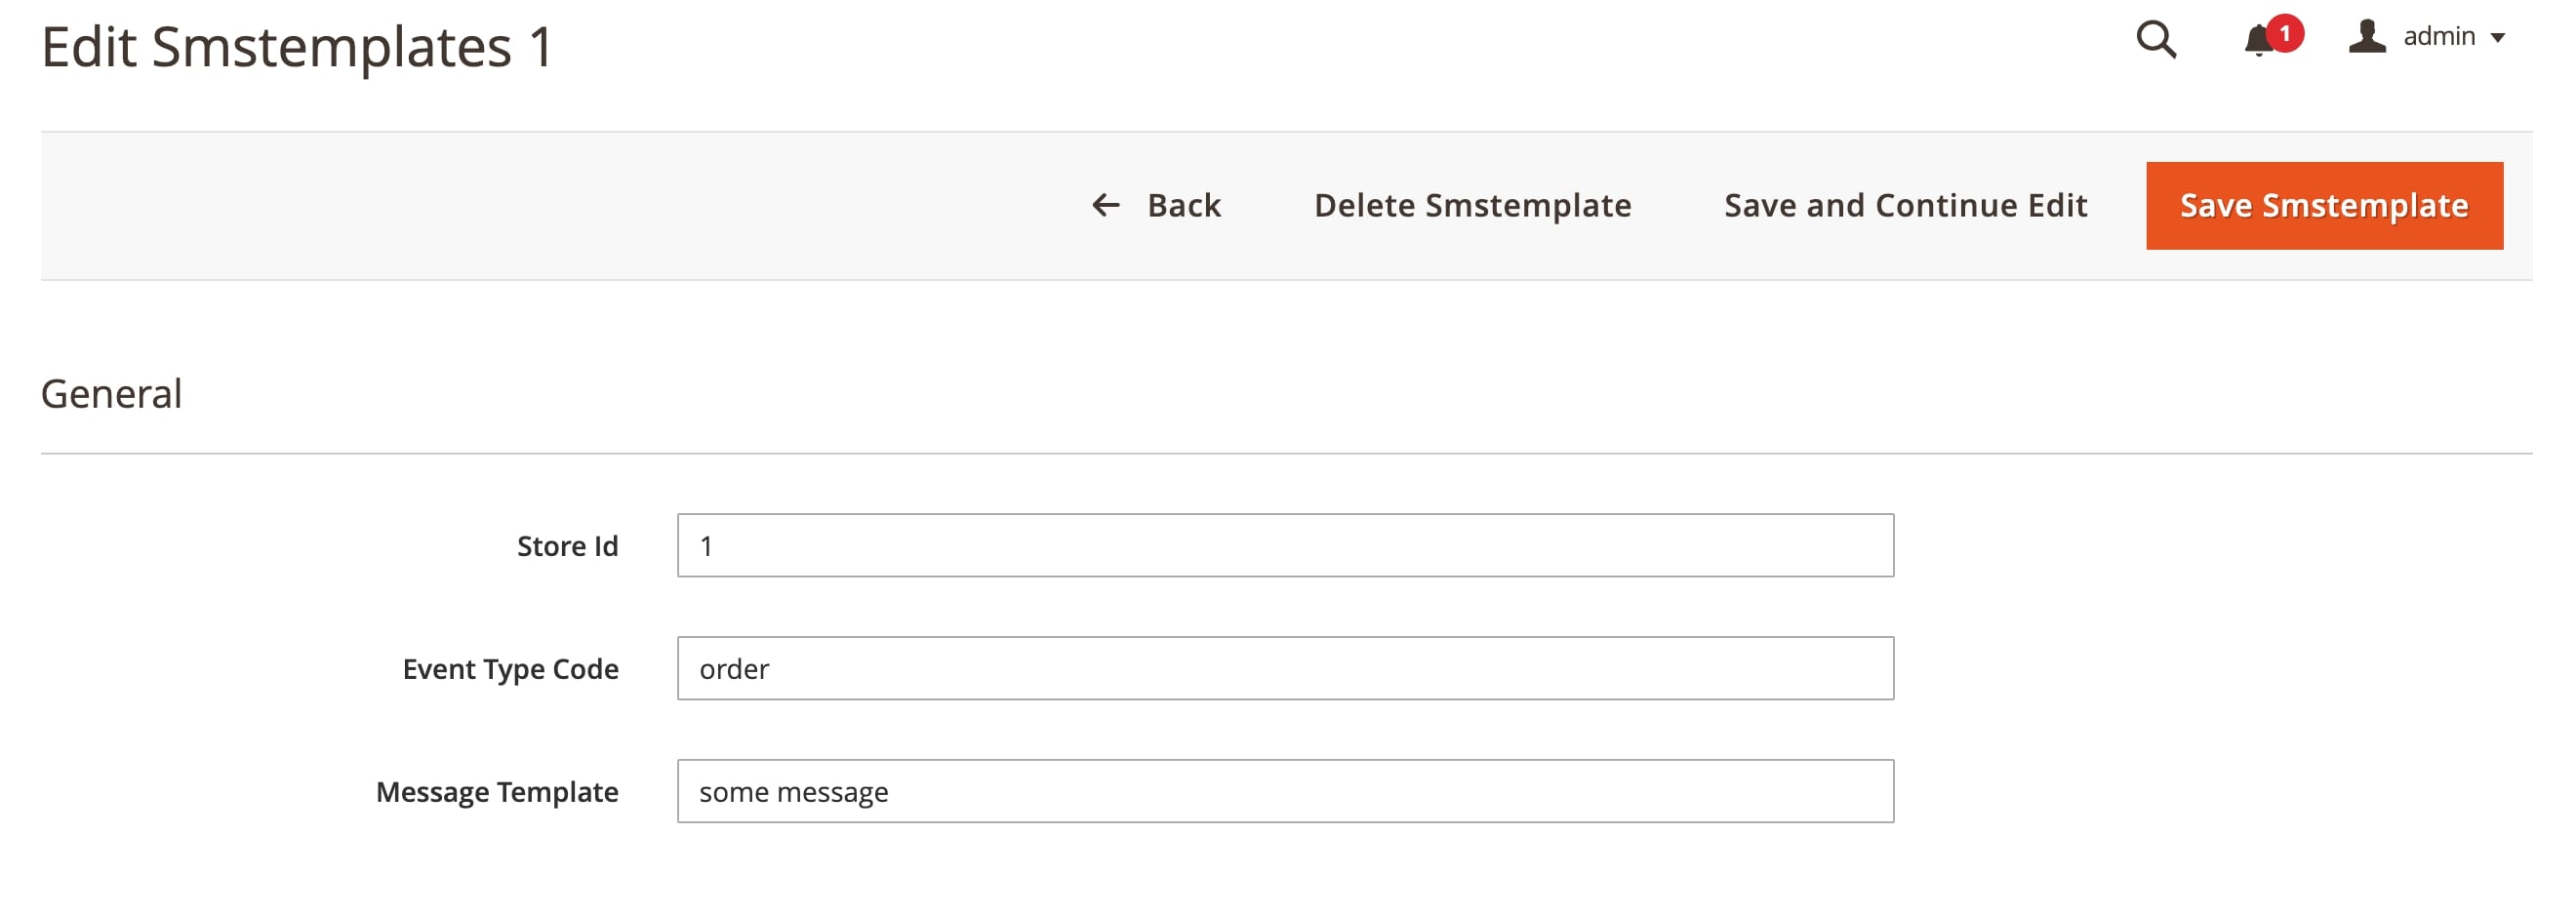 Edit Smstemplates 1
1
admin
Back
Delete Smstemplate
Save and Continue Edit
Save Smstemplate
General
Store Id
1
Event Type Code
order
Message Template
some message